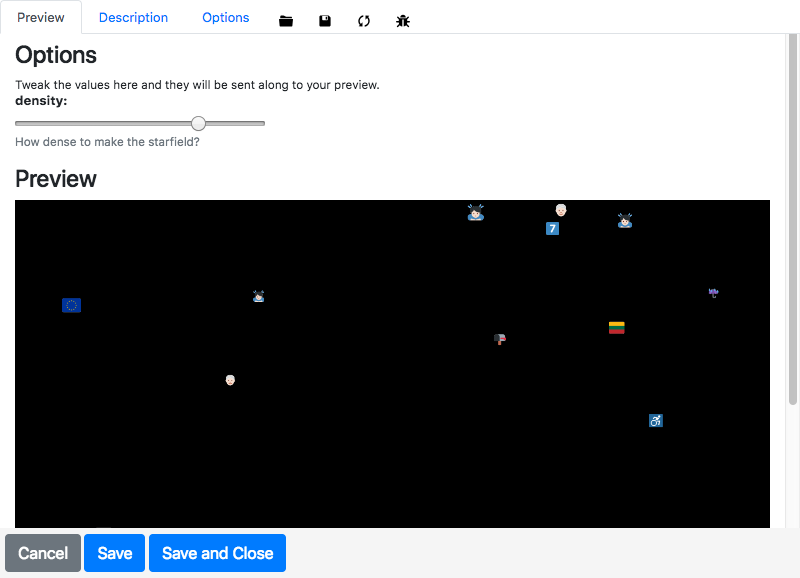 Preview Description Options
Options
Tweak the values here and they will be sent along to your preview.
density:
How dense to make the starfield?
Preview
7
Cancel Save Save and Close